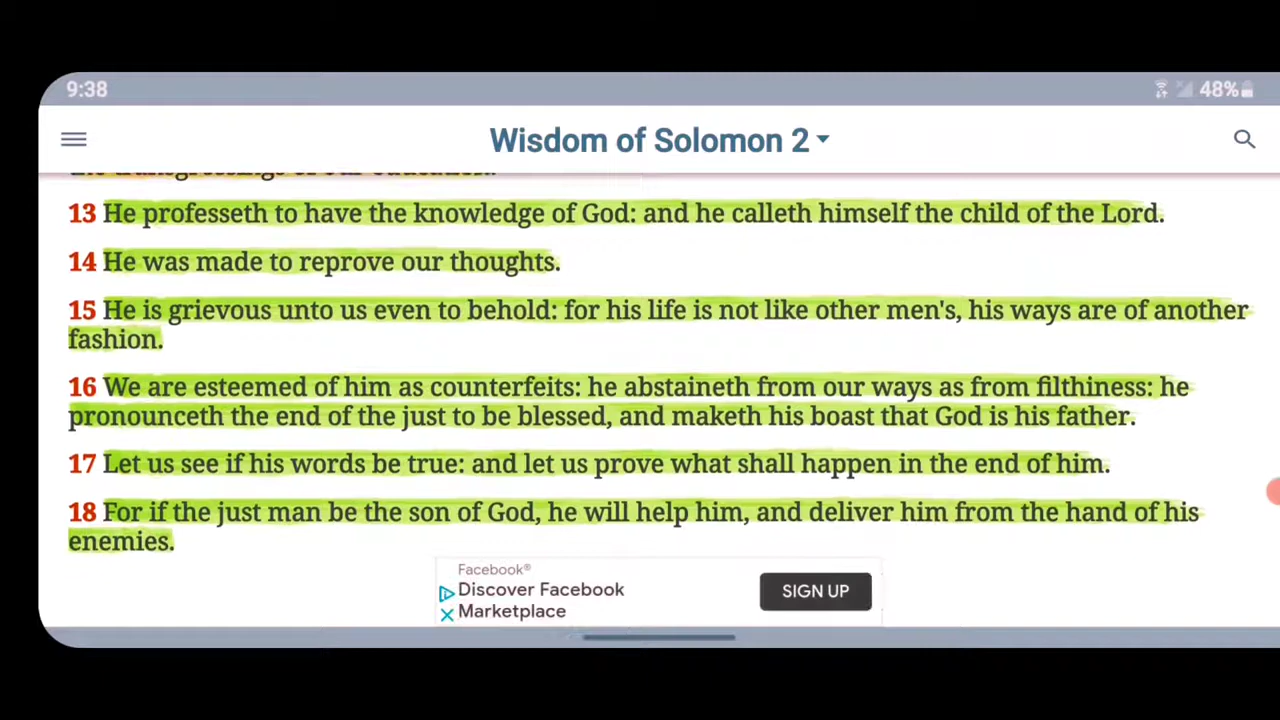 9:38
48%
Wisdom of Solomon 2
13 He professeth to have the knowledge of God: and he calleth himself the child of the Lord.
14 He was made to reprove our thoughts.
15 He is grievous unto us even to behold: for his life is not like other men's, his ways are of another
fashion.
16 We are esteemed of him as counterfeits: he abstaineth from our ways as from filthiness: he
pronounceth the end of the just to be blessed, and maketh his boast that God is his father.
17 Let us see if his words be true: and let us prove what shall happen in the end of him.
18 For if the just man be the son of God, he will help him, and deliver him from the hand of his
enemies.
Facebook®
Discover Facebook
Marketplace
SIGN UP